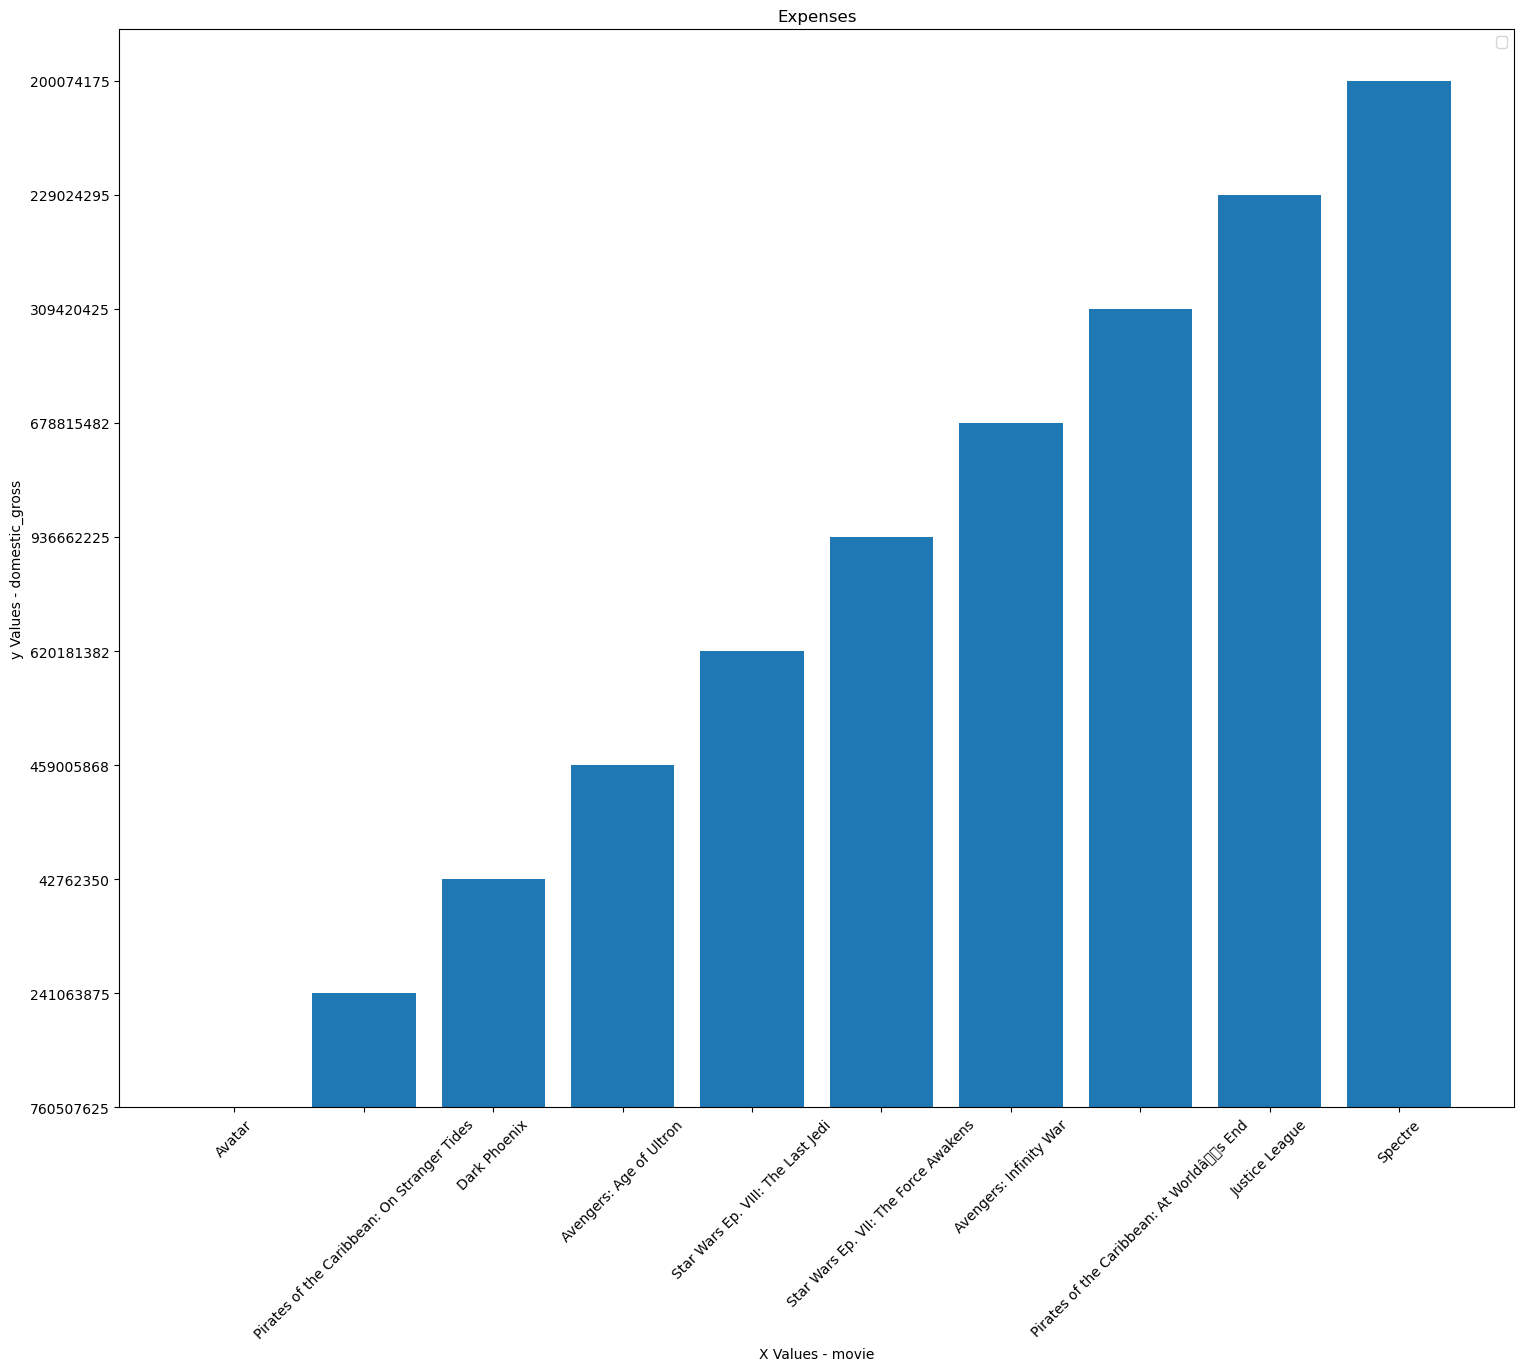 Expenses
200074175
229024295
309420425
678815482
936662225
620181382
459005868
42762350
241063875
760507625
y Values - domestic_gross
Avatar
Pirates of the Caribbean: On Stranger Tides
Dark Phoenix
Avengers: Age of Ultron
Star Wars Ep. VIII: The Last Jedi
Star Wars Ep. VII: The Force Awakens
Avengers: Infinity War
Pirates of the Caribbean: At Worldâ▯▯s End
Justice League
Spectre
X Values - movie